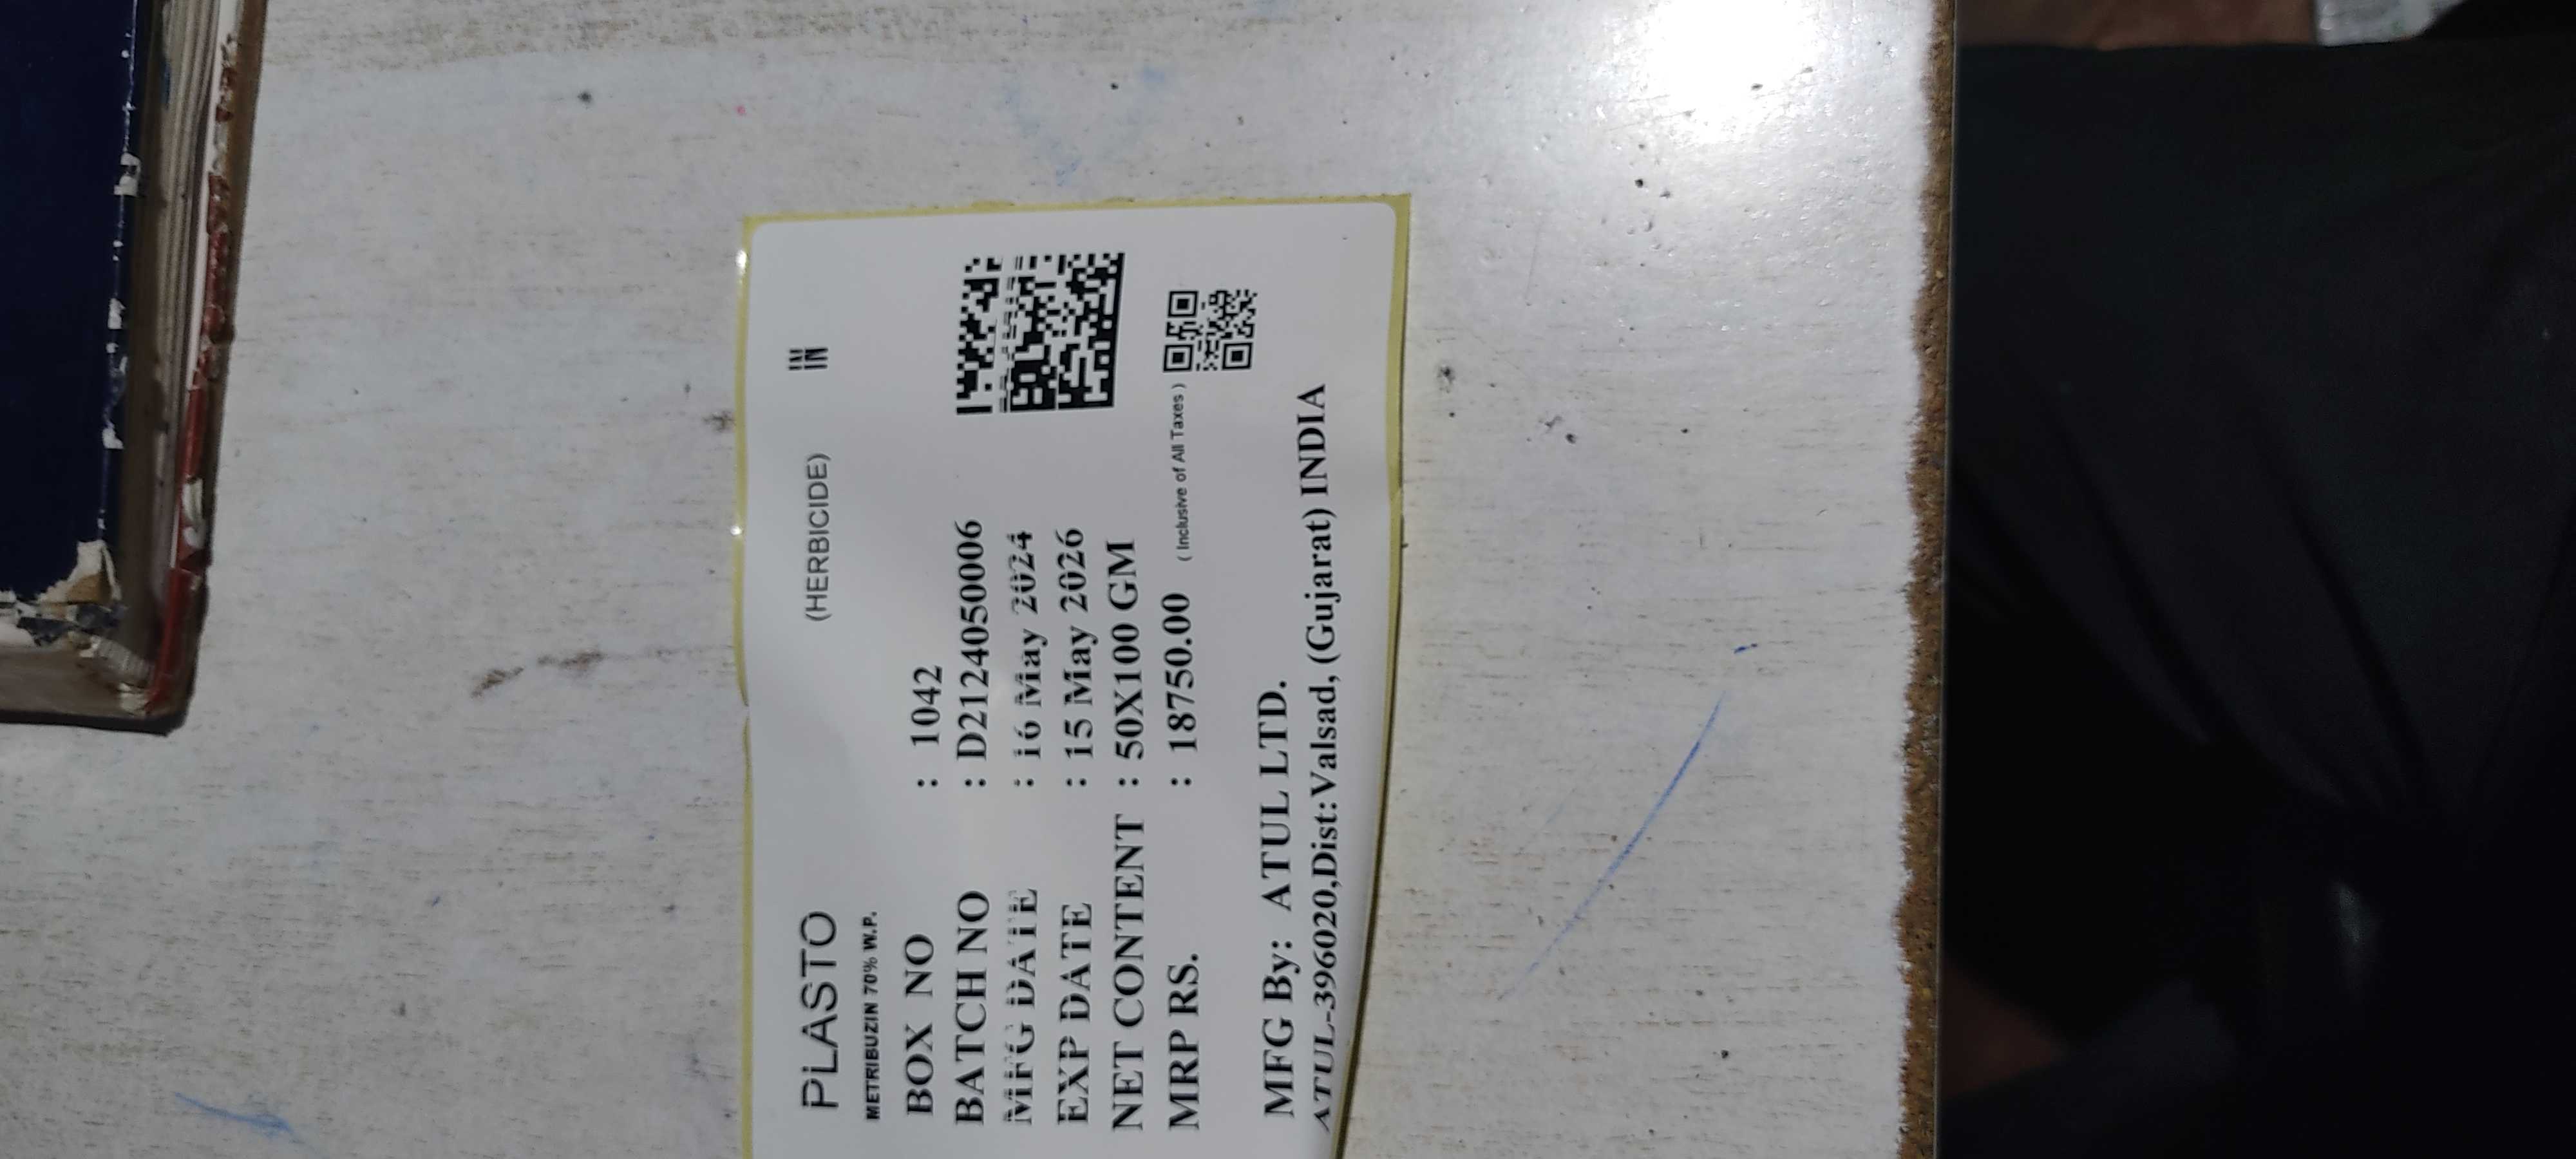 PLASTO (HERBICIDE) IN
METRIBUZIN 70% W.P.
BOX NO : 1042
BATCH NO : D2124050006
MFG DATE : 16 May 2024
EXP DATE : 15 May 2026
NET CONTENT : 50X100 GM
MRP RS. : 18750.00 ( Inclusive of All Taxes )
MFG By: ATUL LTD.
ATUL-396020,Dist:Valsad, (Gujarat) INDIA